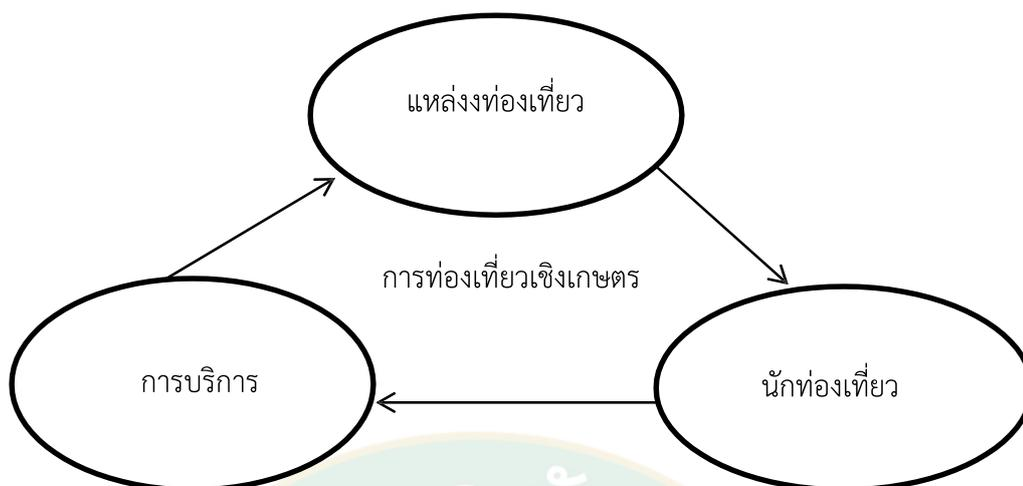 แหล่งงท่องเที่ยว
การท่องเที่ยวเชิงเกษตร
การบริการ
นักท่องเที่ยว